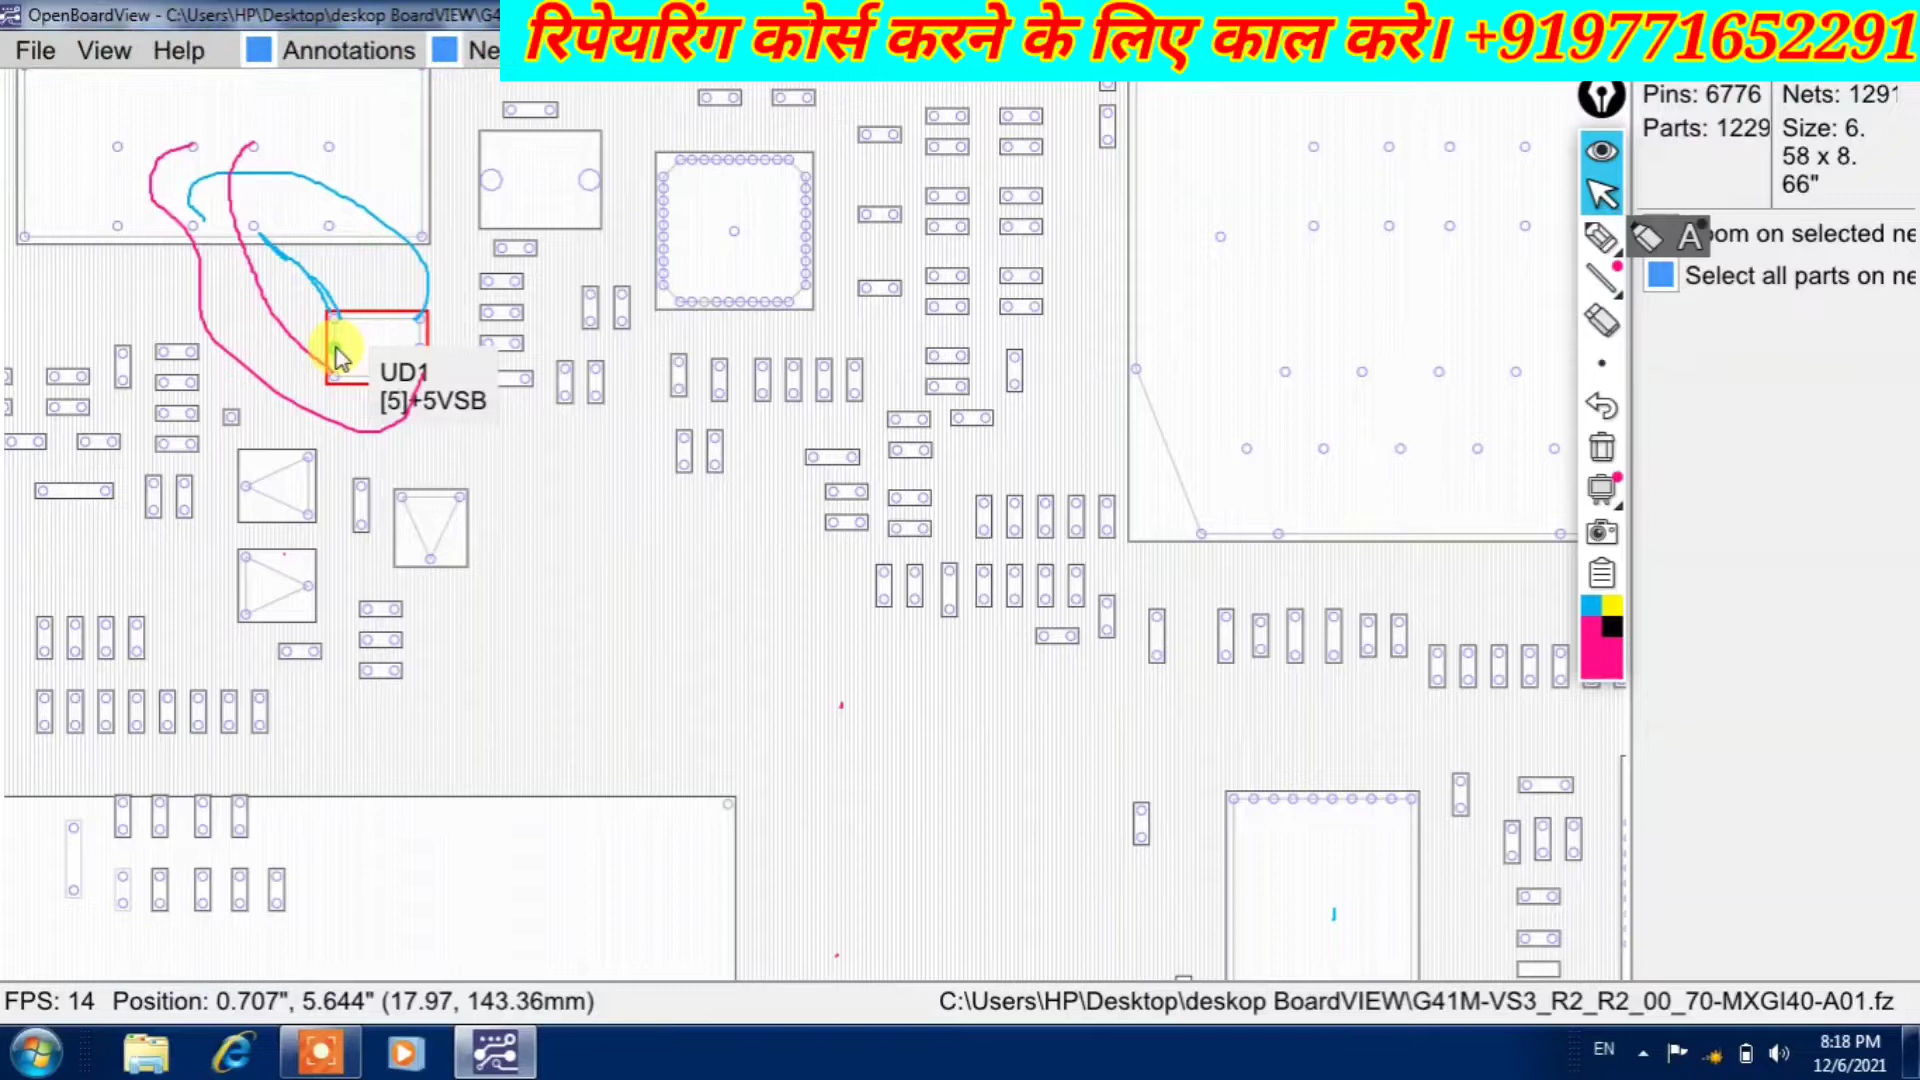 OpenBoardView - C:\Users\HP\Desktop\deskop BoardVIEW\G4
रिपेयरिंग कोर्स करने के लिए काल करे। +919771652291
File View Help Annotations Ne
Pins: 6776
Nets: 1291
Parts: 1229
Size: 6.
58 x 8.
66"
A
oom on selected ne
Select all parts on ne
UD1
[5]+5VSB
FPS: 14 Position: 0.707", 5.644" (17.97, 143.36mm)
C:\Users\HP\Desktop\deskop BoardVIEW\G41M-VS3_R2_R2_00_70-MXGI40-A01.fz
EN
8:18 PM
12/6/2021